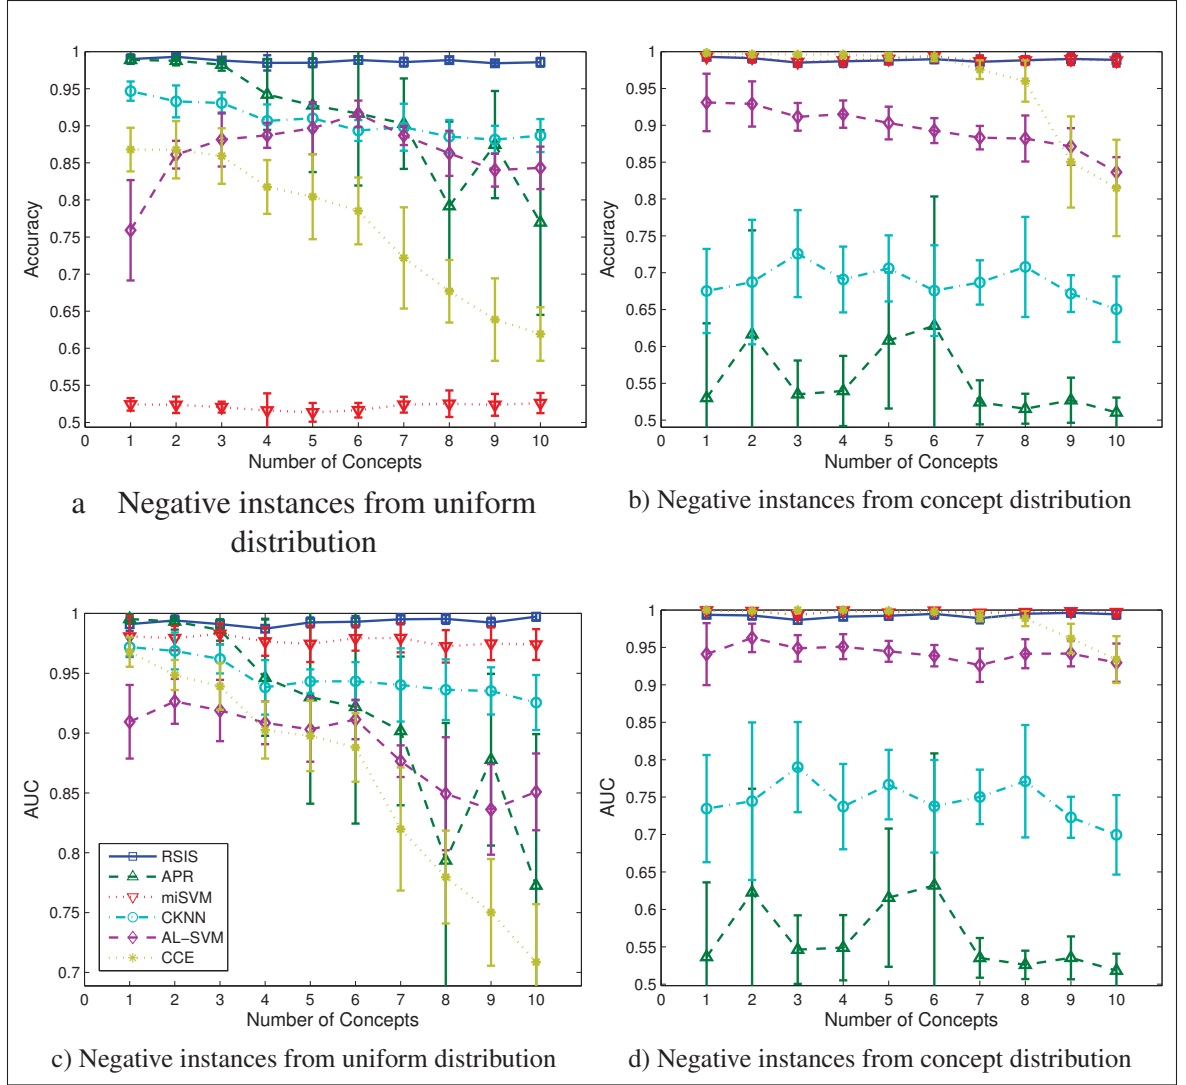 1
0.95
0.9
0.85
0.8
0.75
0.7
0.65
0.6
0.55
0.5
Accuracy
0 1 2 3 4 5 6 7 8 9 10
Number of Concepts
a Negative instances from uniform
distribution
1
0.95
0.9
0.85
0.8
0.75
0.7
0.65
0.6
0.55
0.5
Accuracy
0 1 2 3 4 5 6 7 8 9 10
Number of Concepts
b) Negative instances from concept distribution
1
0.95
0.9
0.85
0.8
0.75
0.7
AUC
RSIS
APR
miSVM
CKNN
AL-SVM
CCE
0 1 2 3 4 5 6 7 8 9 10
Number of Concepts
c) Negative instances from uniform distribution
1
0.95
0.9
0.85
0.8
0.75
0.7
0.65
0.6
0.55
0.5
AUC
0 1 2 3 4 5 6 7 8 9 10
Number of Concepts
d) Negative instances from concept distribution